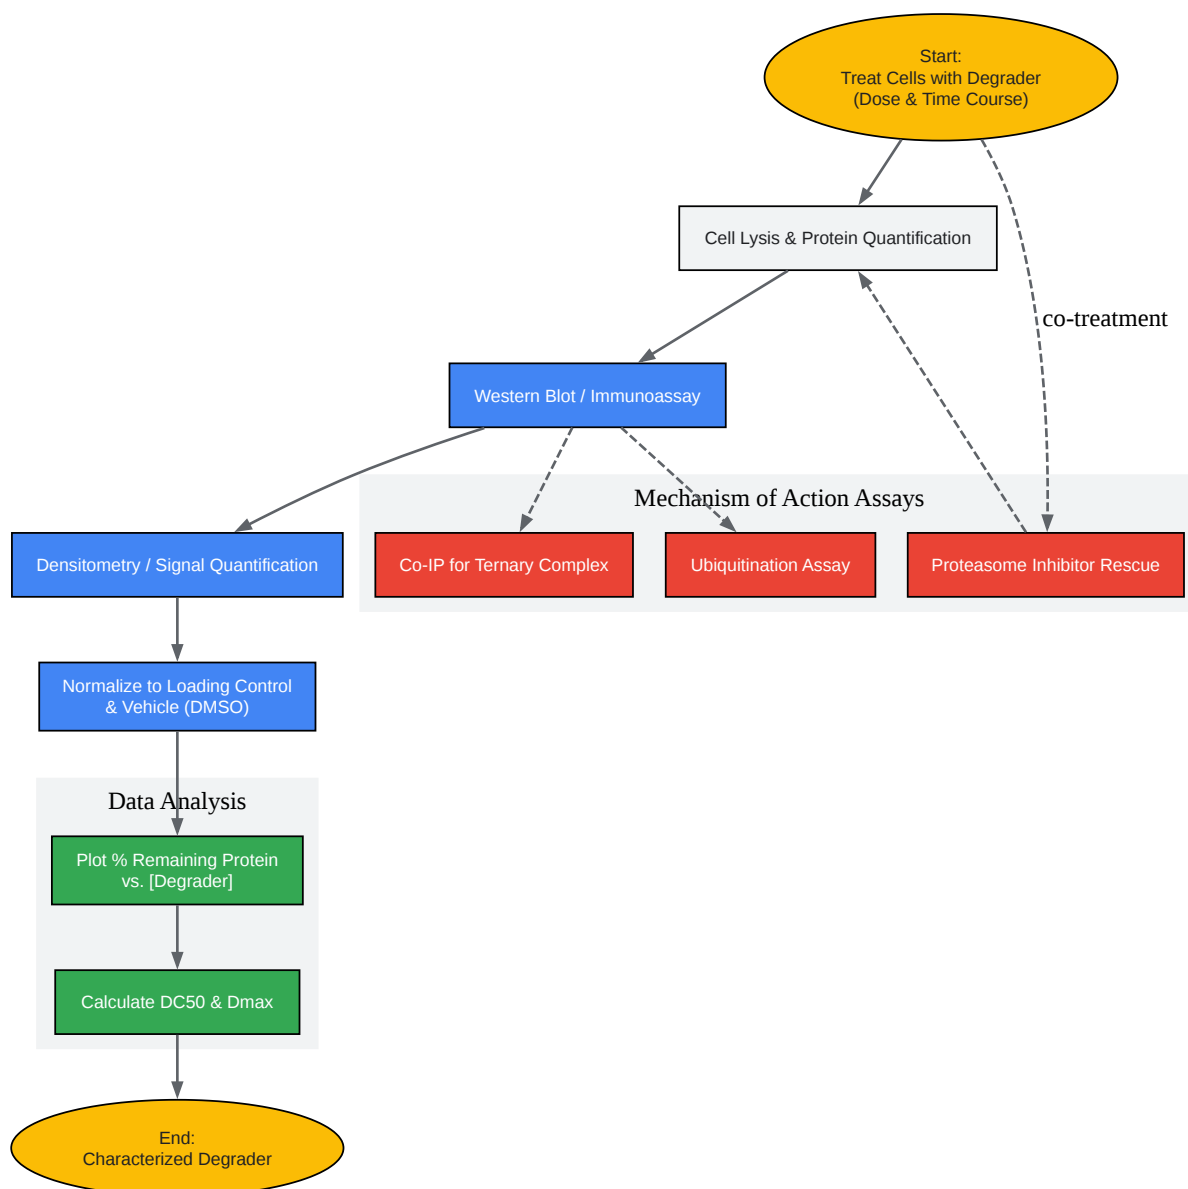 Start:
Treat Cells with Degrader
(Dose & Time Course)
Cell Lysis & Protein Quantification
co-treatment
Western Blot / Immunoassay
Mechanism of Action Assays
Densitometry / Signal Quantification
Co-IP for Ternary Complex
Ubiquitination Assay
Proteasome Inhibitor Rescue
Normalize to Loading Control
& Vehicle (DMSO)
Data Analysis
Plot % Remaining Protein
vs. [Degrader]
Calculate DC50 & Dmax
End:
Characterized Degrader